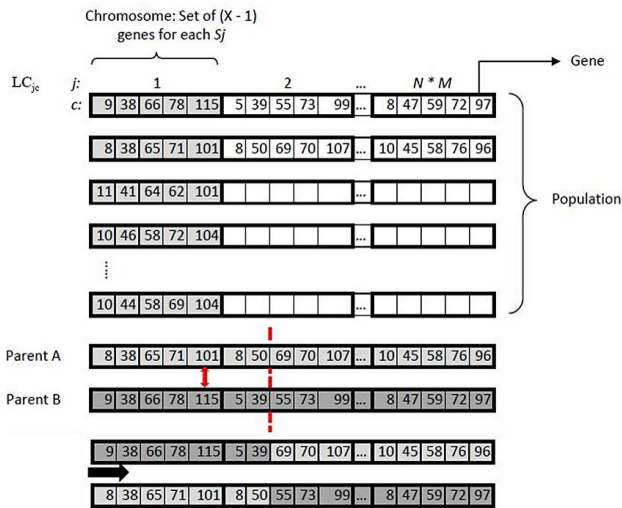 Chromosome: Set of (X - 1)
genes for each Sj
LCjc j: 1 2 ... N * M Gene
c: 9 38 66 78 115 5 39 55 73 99 ... 8 47 59 72 97
8 38 65 71 101 8 50 69 70 107 ... 10 45 58 76 96
11 41 64 62 101 ...
Population
10 46 58 72 104 ...
10 44 58 69 104 ...
Parent A 8 38 65 71 101 8 50 69 70 107 ... 10 45 58 76 96
Parent B 9 38 66 78 115 5 39 55 73 99 ... 8 47 59 72 97
9 38 66 78 115 5 39 69 70 107 ... 10 45 58 76 96
8 38 65 71 101 8 50 55 73 99 ... 8 47 59 72 97